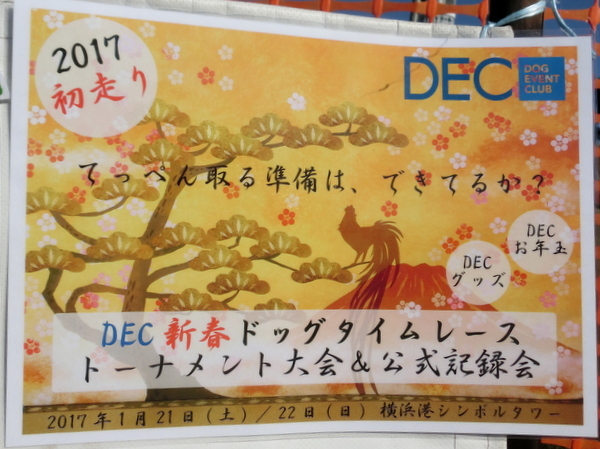 2017
初走り
DEC
DOG
EVENT
CLUB
てっぺん取る準備は、できてるか？
DEC
お年玉
DEC
グッズ
DEC 新春ドッグタイムレース
トーナメント大会＆公式記録会
2017年1月21日（土）／22日（日）横浜港シンボルタワー